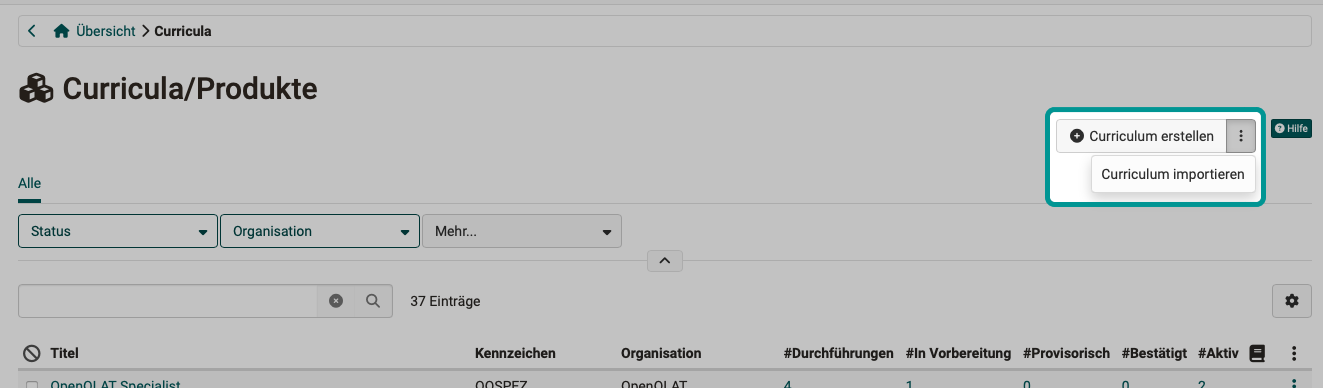 Übersicht Curricula
Curricula/Produkte
Curriculum erstellen
Hilfe
Curriculum importieren
Alle
Status Organisation Mehr...
37 Einträge
Titel Kennzeichen Organisation #Durchführungen #In Vorbereitung #Provisorisch #Bestätigt #Aktiv
OpenOLAT Specialist OOSPEZ OpenOLAT 4 1 0 0 2